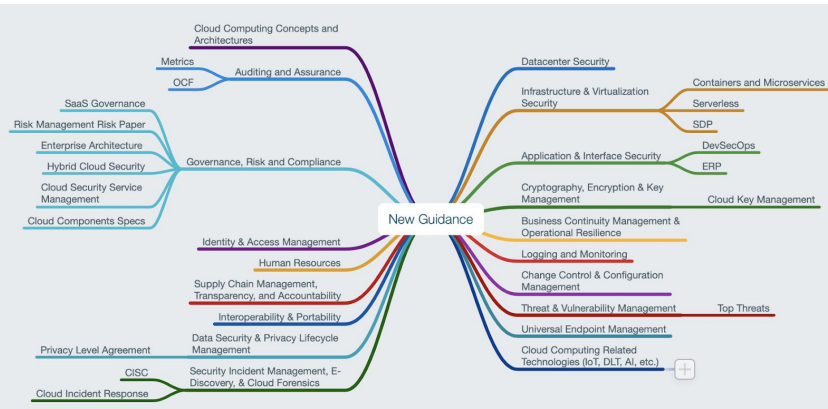 Cloud Computing Concepts and
Architectures
Metrics
Auditing and Assurance
OCF
SaaS Governance
Risk Management Risk Paper
Enterprise Architecture
Hybrid Cloud Security
Governance, Risk and Compliance
Cloud Security Service
Management
Cloud Components Specs
Identity & Access Management
Human Resources
Supply Chain Management,
Transparency, and Accountability
Interoperability & Portability
Privacy Level Agreement
Data Security & Privacy Lifecycle
Management
CISC
Security Incident Management, E-
Discovery, & Cloud Forensics
Cloud Incident Response
New Guidance
Datacenter Security
Infrastructure & Virtualization
Security
Containers and Microservices
Serverless
SDP
Application & Interface Security
DevSecOps
ERP
Cryptography, Encryption & Key
Management
Cloud Key Management
Business Continuity Management &
Operational Resilience
Logging and Monitoring
Change Control & Configuration
Management
Threat & Vulnerability Management
Top Threats
Universal Endpoint Management
Cloud Computing Related
Technologies (IoT, DLT, AI, etc.)